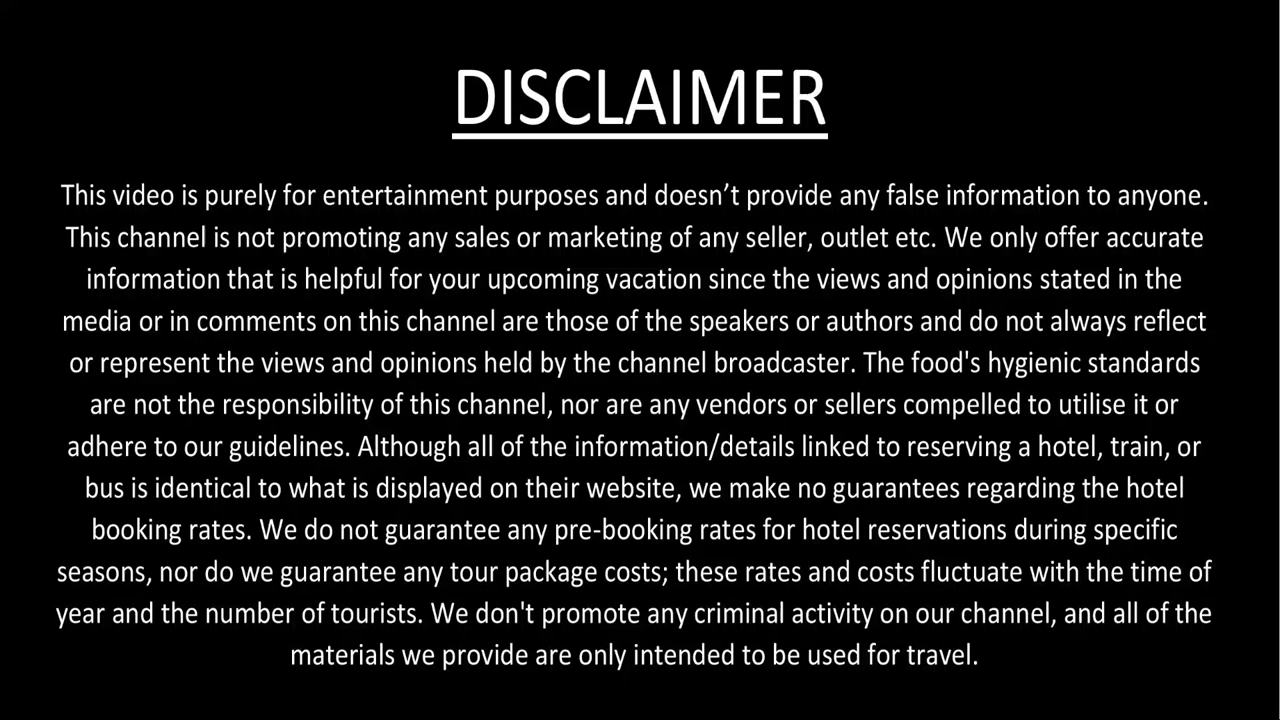 DISCLAIMER
This video is purely for entertainment purposes and doesn’t provide any false information to anyone.
This channel is not promoting any sales or marketing of any seller, outlet etc. We only offer accurate
information that is helpful for your upcoming vacation since the views and opinions stated in the
media or in comments on this channel are those of the speakers or authors and do not always reflect
or represent the views and opinions held by the channel broadcaster. The food's hygienic standards
are not the responsibility of this channel, nor are any vendors or sellers compelled to utilise it or
adhere to our guidelines. Although all of the information/details linked to reserving a hotel, train, or
bus is identical to what is displayed on their website, we make no guarantees regarding the hotel
booking rates. We do not guarantee any pre-booking rates for hotel reservations during specific
seasons, nor do we guarantee any tour package costs; these rates and costs fluctuate with the time of
year and the number of tourists. We don't promote any criminal activity on our channel, and all of the
materials we provide are only intended to be used for travel.